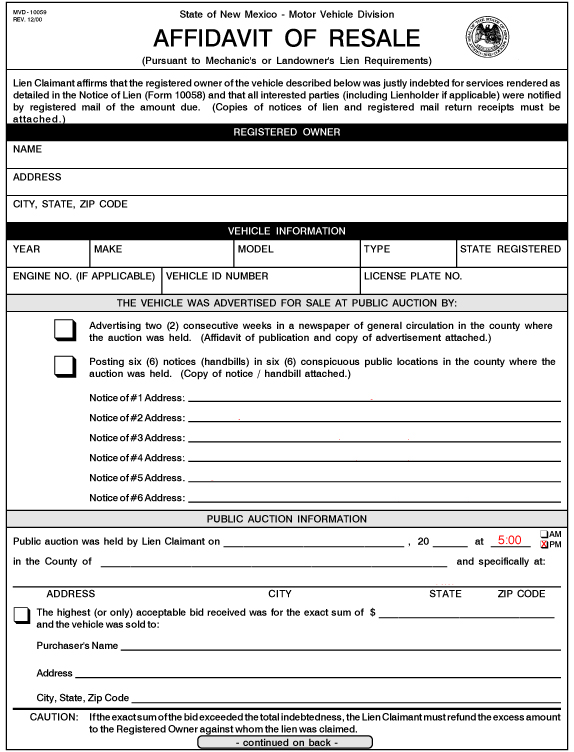 MVD - 10059
REV. 12/00
State of New Mexico - Motor Vehicle Division
AFFIDAVIT OF RESALE
(Pursuant to Mechanic's or Landowner's Lien Requirements)
Lien Claimant affirms that the registered owner of the vehicle described below was justly indebted for services rendered as
detailed in the Notice of Lien (Form 10058) and that all interested parties (including Lienholder if applicable) were notified
by registered mail of the amount due. (Copies of notices of lien and registered mail return receipts must be
attached.)
REGISTERED OWNER
NAME
ADDRESS
CITY, STATE, ZIP CODE
VEHICLE INFORMATION
YEAR MAKE MODEL TYPE STATE REGISTERED
ENGINE NO. (IF APPLICABLE) VEHICLE ID NUMBER LICENSE PLATE NO.
THE VEHICLE WAS ADVERTISED FOR SALE AT PUBLIC AUCTION BY:
Advertising two (2) consecutive weeks in a newspaper of general circulation in the county where
the auction was held. (Affidavit of publication and copy of advertisement attached.)
Posting six (6) notices (handbills) in six (6) conspicuous public locations in the county where the
auction was held. (Copy of notice / handbill attached.)
Notice of #1 Address:
Notice of #2 Address:
Notice of #3 Address:
Notice of #4 Address:
Notice of #5 Address:
Notice of #6 Address:
PUBLIC AUCTION INFORMATION
Public auction was held by Lien Claimant on , 20 at 5:00 AM
X PM
in the County of and specifically at:
ADDRESS CITY STATE ZIP CODE
The highest (or only) acceptable bid received was for the exact sum of $
and the vehicle was sold to:
Purchaser's Name
Address
City, State, Zip Code
CAUTION: If the exact sum of the bid exceeded the total indebtedness, the Lien Claimant must refund the excess amount
to the Registered Owner against whom the lien was claimed.
- continued on back -